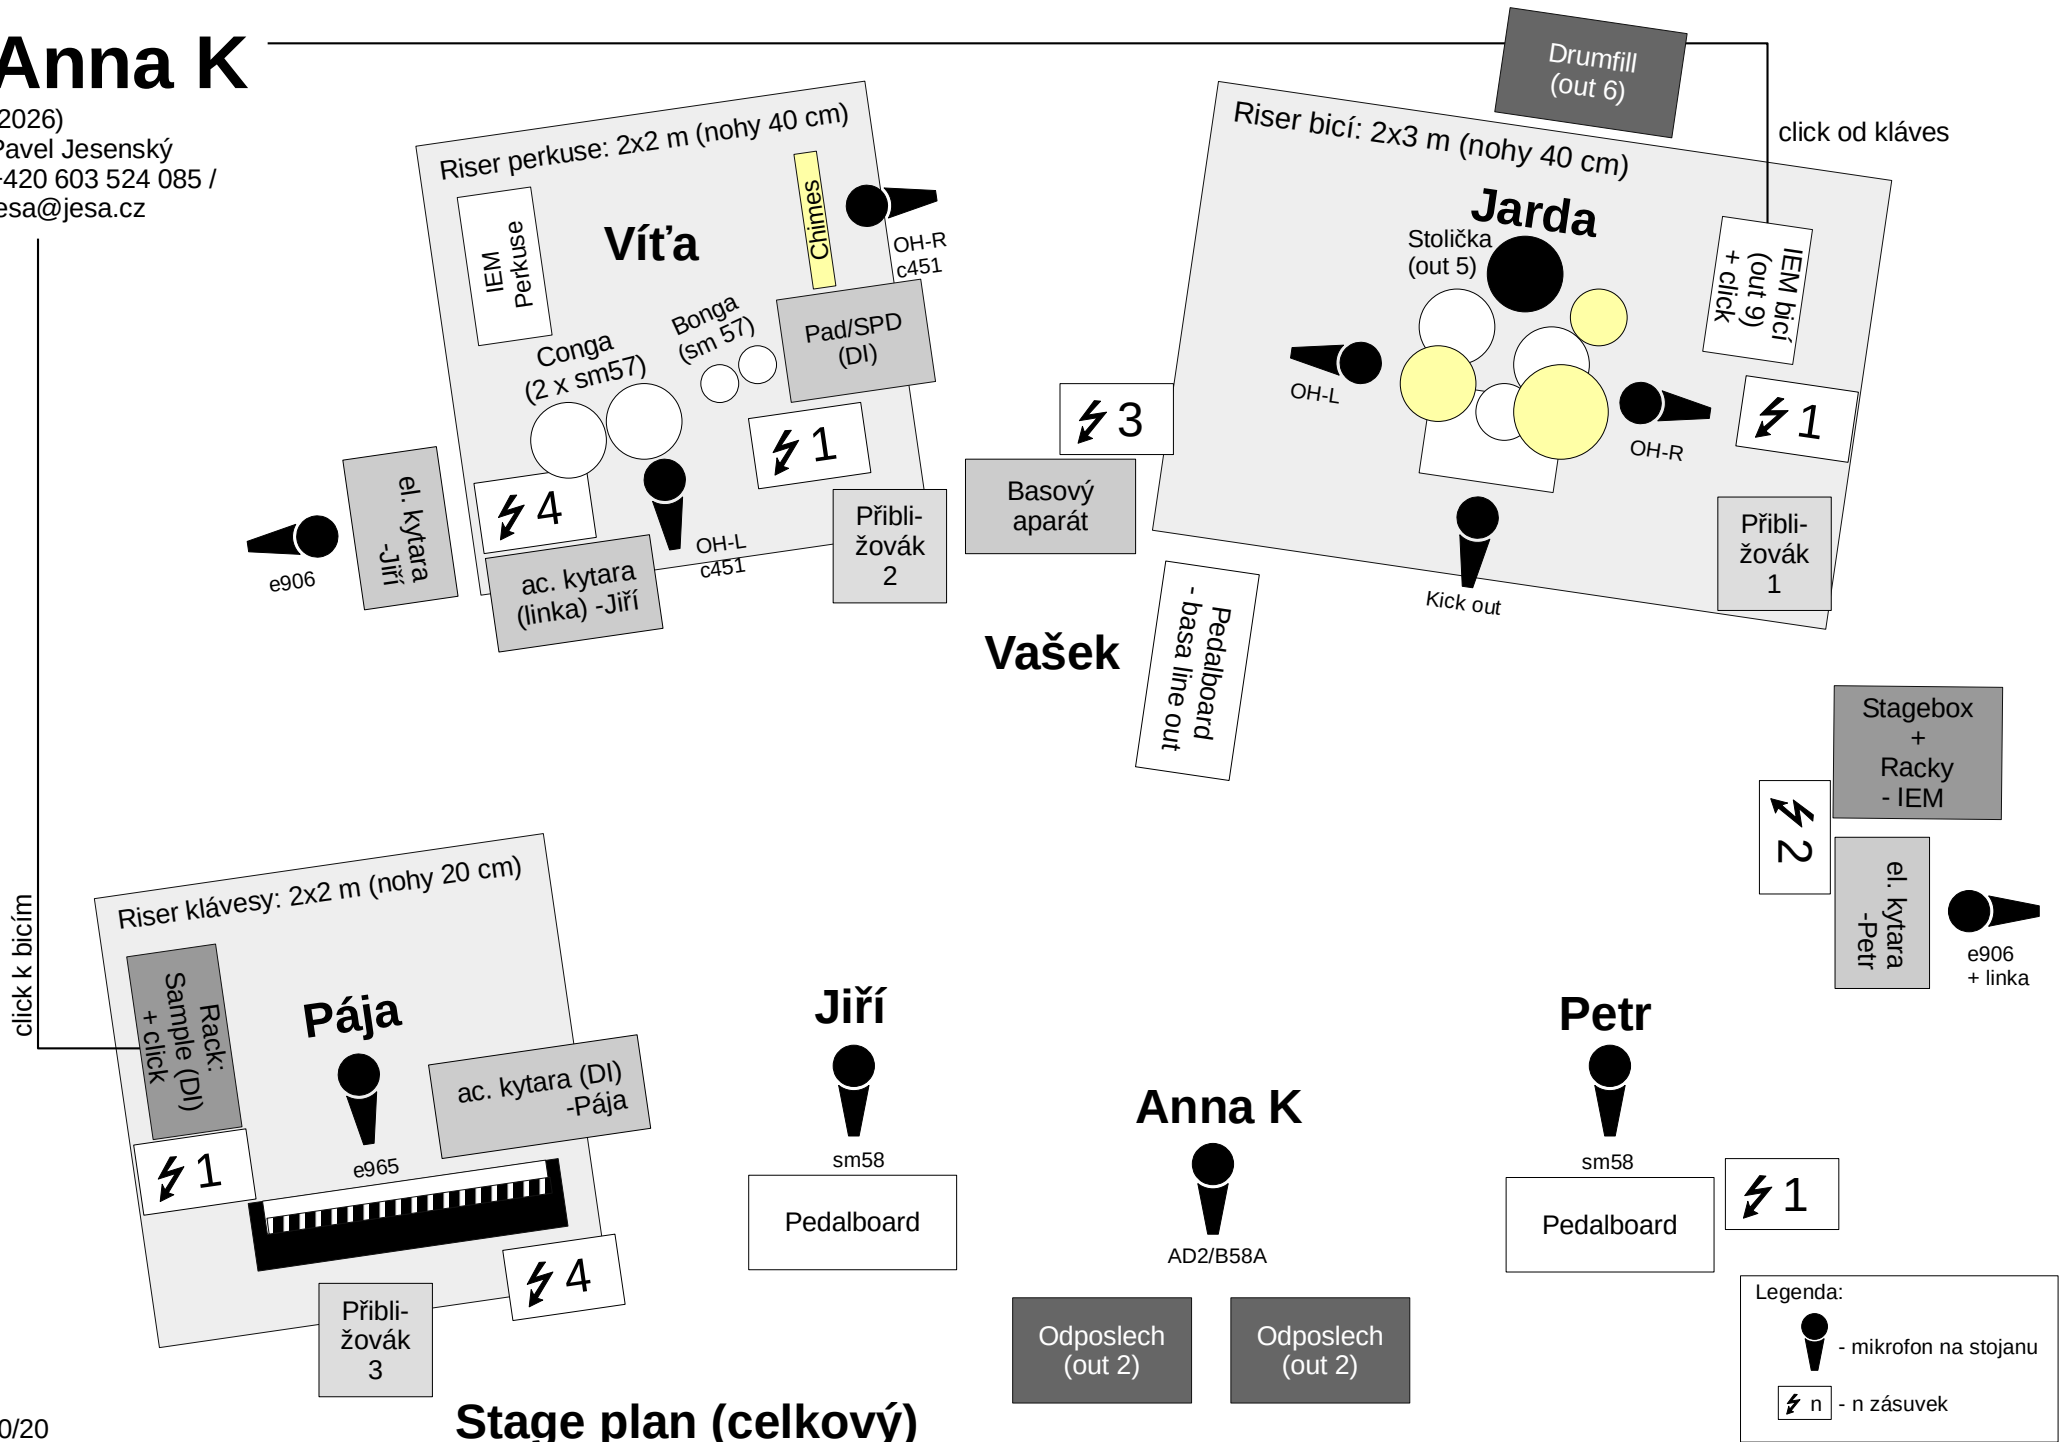 Anna K
2026)
Pavel Jesenský
+420 603 524 085 /
esa@jesa.cz
Drumfill
(out 6)
click od kláves
Riser perkuse: 2x2 m (nohy 40 cm)
Riser bicí: 2x3 m (nohy 40 cm)
IEM
Perkuse
Víťa
Chimes
OH-R
c451
Jarda
Stolička
(out 5)
IEM bicí
(out 9)
+ click
Bonga
(sm 57)
Pad/SPD
(DI)
Conga
(2 x sm57)
OH-L
OH-R
3
1
1
4
el. kytara
-Jiří
e906
ac. kytara
(linka) -Jiří
OH-L
c451
Přibli-
žovák
2
Basový
aparát
Kick out
Přibli-
žovák
1
Vašek
Pedalboard
- basa line out
Stagebox
+
Racky
- IEM
2
el. kytara
-Petr
e906
+ linka
click k bicím
Riser klávesy: 2x2 m (nohy 20 cm)
Rack:
Sample (DI)
+ click
Pája
e965
ac. kytara (DI)
-Pája
1
4
Přibli-
žovák
3
Jiří
sm58
Pedalboard
Anna K
AD2/B58A
Petr
sm58
Pedalboard
1
Odposlech
(out 2)
Odposlech
(out 2)
Legenda:
- mikrofon na stojanu
n - n zásuvek
0/20
Stage plan (celkový)